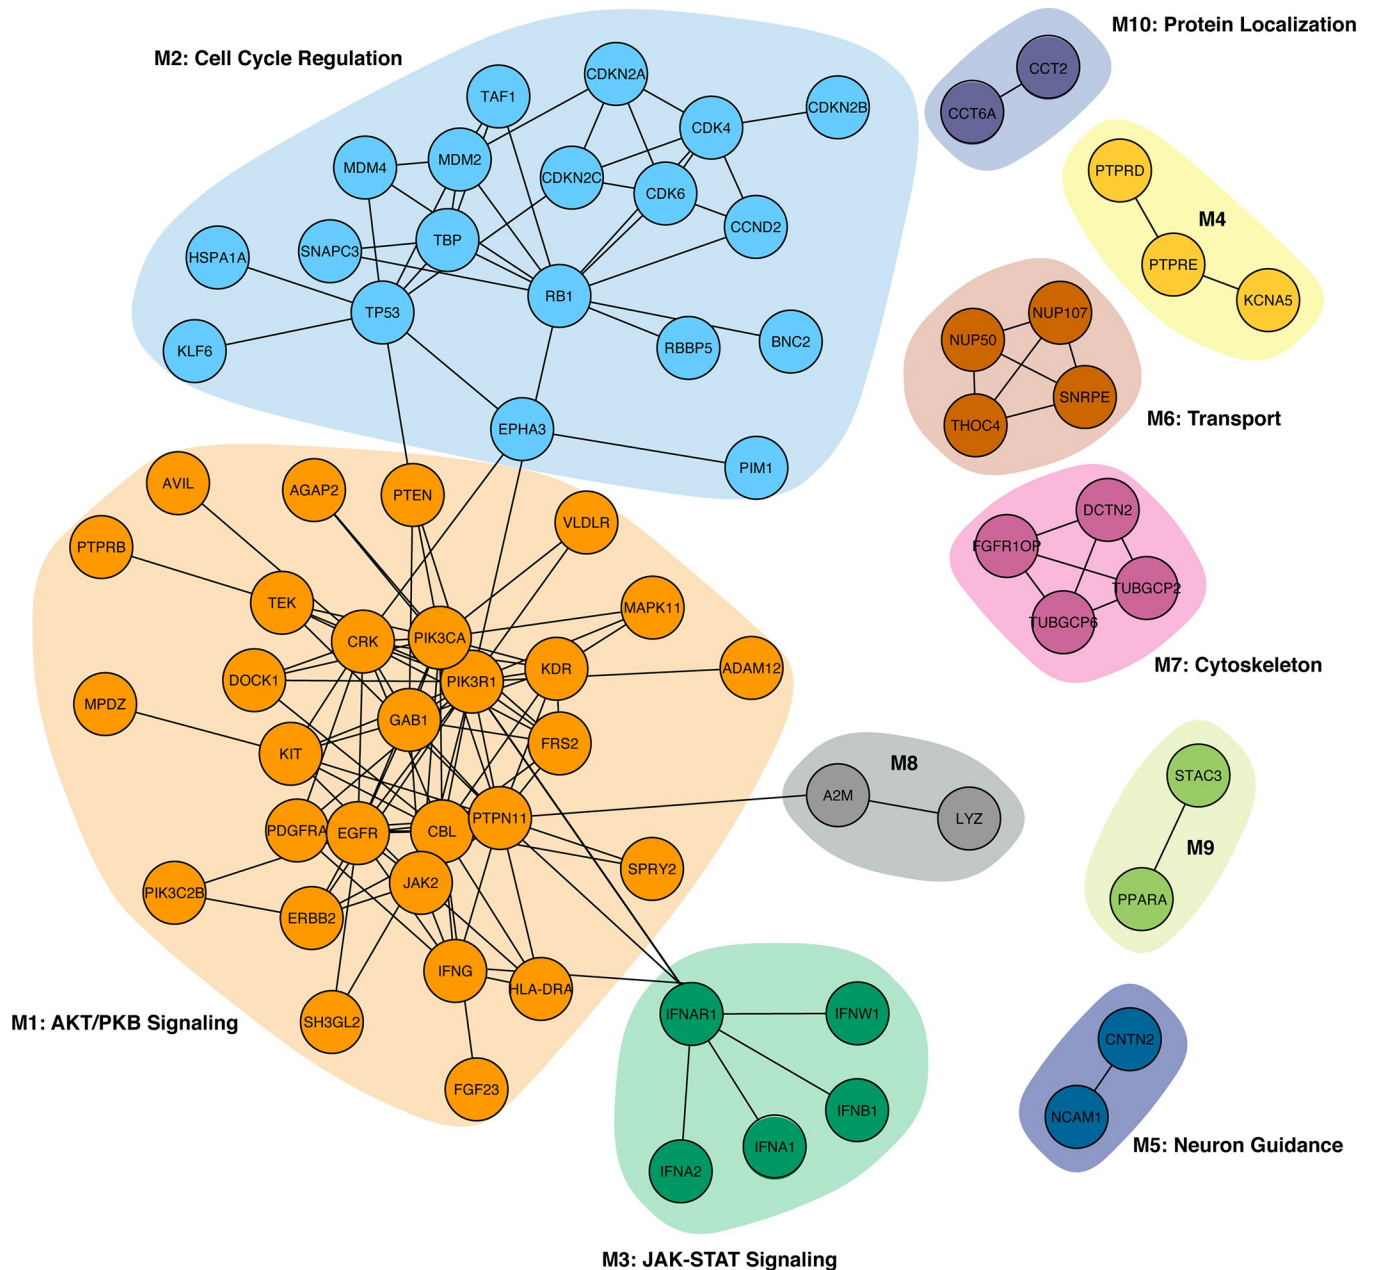 M10: Protein Localization
M2: Cell Cycle Regulation
CCT2
CDKN2A
TAF1
CDKN2B
CCT6A
CDK4
MDM2
MDM4
PTPRD
CDKN2C
CDK6
M4
CCND2
TBP
SNAPC3
HSPA1A
PTPRE
RB1
KCNA5
TP53
NUP107
NUP50
BNC2
RBBP5
KLF6
SNRPE
M6: Transport
THOC4
EPHA3
PIM1
AVIL
AGAP2
PTEN
DCTN2
VLDLR
PTPRB
FGFR1OP
TUBGCP2
TEK
MAPK11
TUBGCP6
CRK
PIK3CA
M7: Cytoskeleton
KDR
ADAM12
DOCK1
PIK3R1
MPDZ
GAB1
FRS2
KIT
M8
STAC3
A2M
LYZ
PTPN11
PDGFRA
EGFR
CBL
M9
SPRY2
JAK2
PIK3C2B
PPARA
ERBB2
IFNG
HLA-DRA
IFNAR1
IFNW1
M1: AKT/PKB Signaling
SH3GL2
CNTN2
FGF23
IFNB1
NCAM1
IFNA1
M5: Neuron Guidance
IFNA2
M3: JAK-STAT Signaling